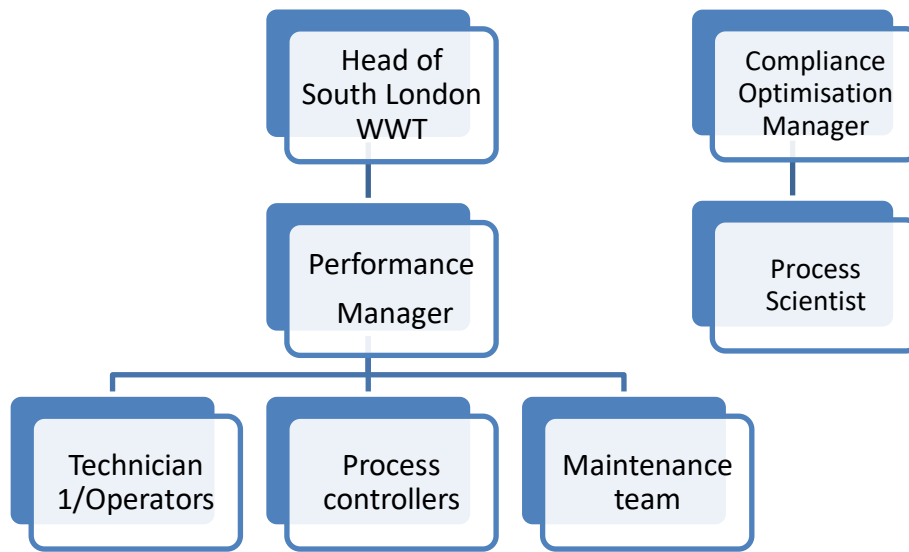 Head of
South London
WWT
Compliance
Optimisation
Manager
Performance
Manager
Process
Scientist
Technician
1/Operators
Process
controllers
Maintenance
team